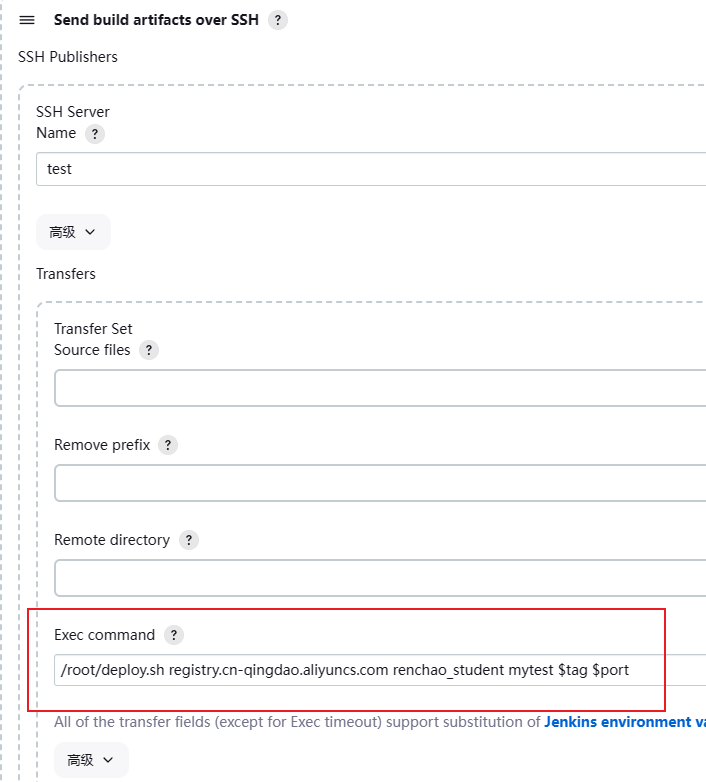 Send build artifacts over SSH ?
SSH Publishers
SSH Server
Name ?
test
高级
Transfers
Transfer Set
Source files ?
Remove prefix ?
Remote directory ?
Exec command ?
/root/deploy.sh registry.cn-qingdao.aliyuncs.com renchao_student mytest $tag $port
All of the transfer fields (except for Exec timeout) support substitution of Jenkins environment
高级